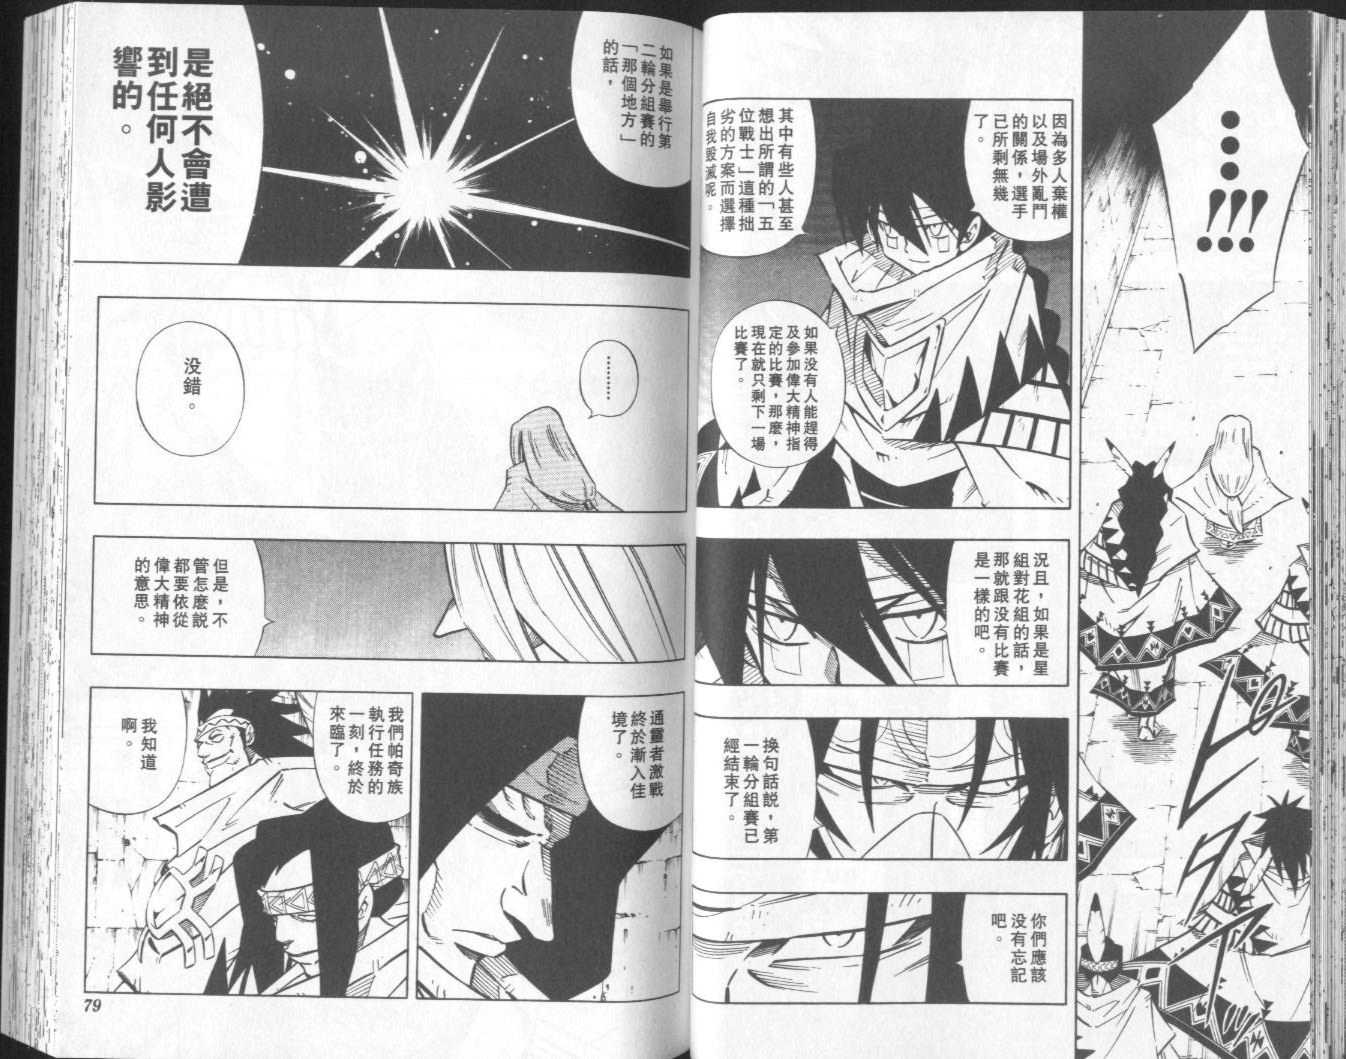 …!!!
ダ
ダ
因為多人棄權
以及場外亂鬥
的關係，選手
已所剩無幾
了。
其中有些人甚至
想出所謂的「五
位戰士」這種拙
劣的方案而選擇
自我毀滅呢。
如果没有人能趕得
及參加偉大精神指
定的比賽，那麼，
現在就只剩下一場
比賽了。
況且，如果是星
組對花組的話，
那就跟没有比賽
是一樣的吧。
換句話説，第
一輪分組賽已
經結束了。
你們應該
没有忘記
吧。
如果是舉行第
二輪分組賽的
「那個地方」
的話，
是絕不會遭
到任何人影
響的。
………
没錯。
但是，不
管怎麼説
都要依從
偉大精神
的意思。
通靈者激戰
終於漸入佳
境了。
我們帕奇族
執行任務的
一刻，終於
來臨了。
我知道
啊。
79